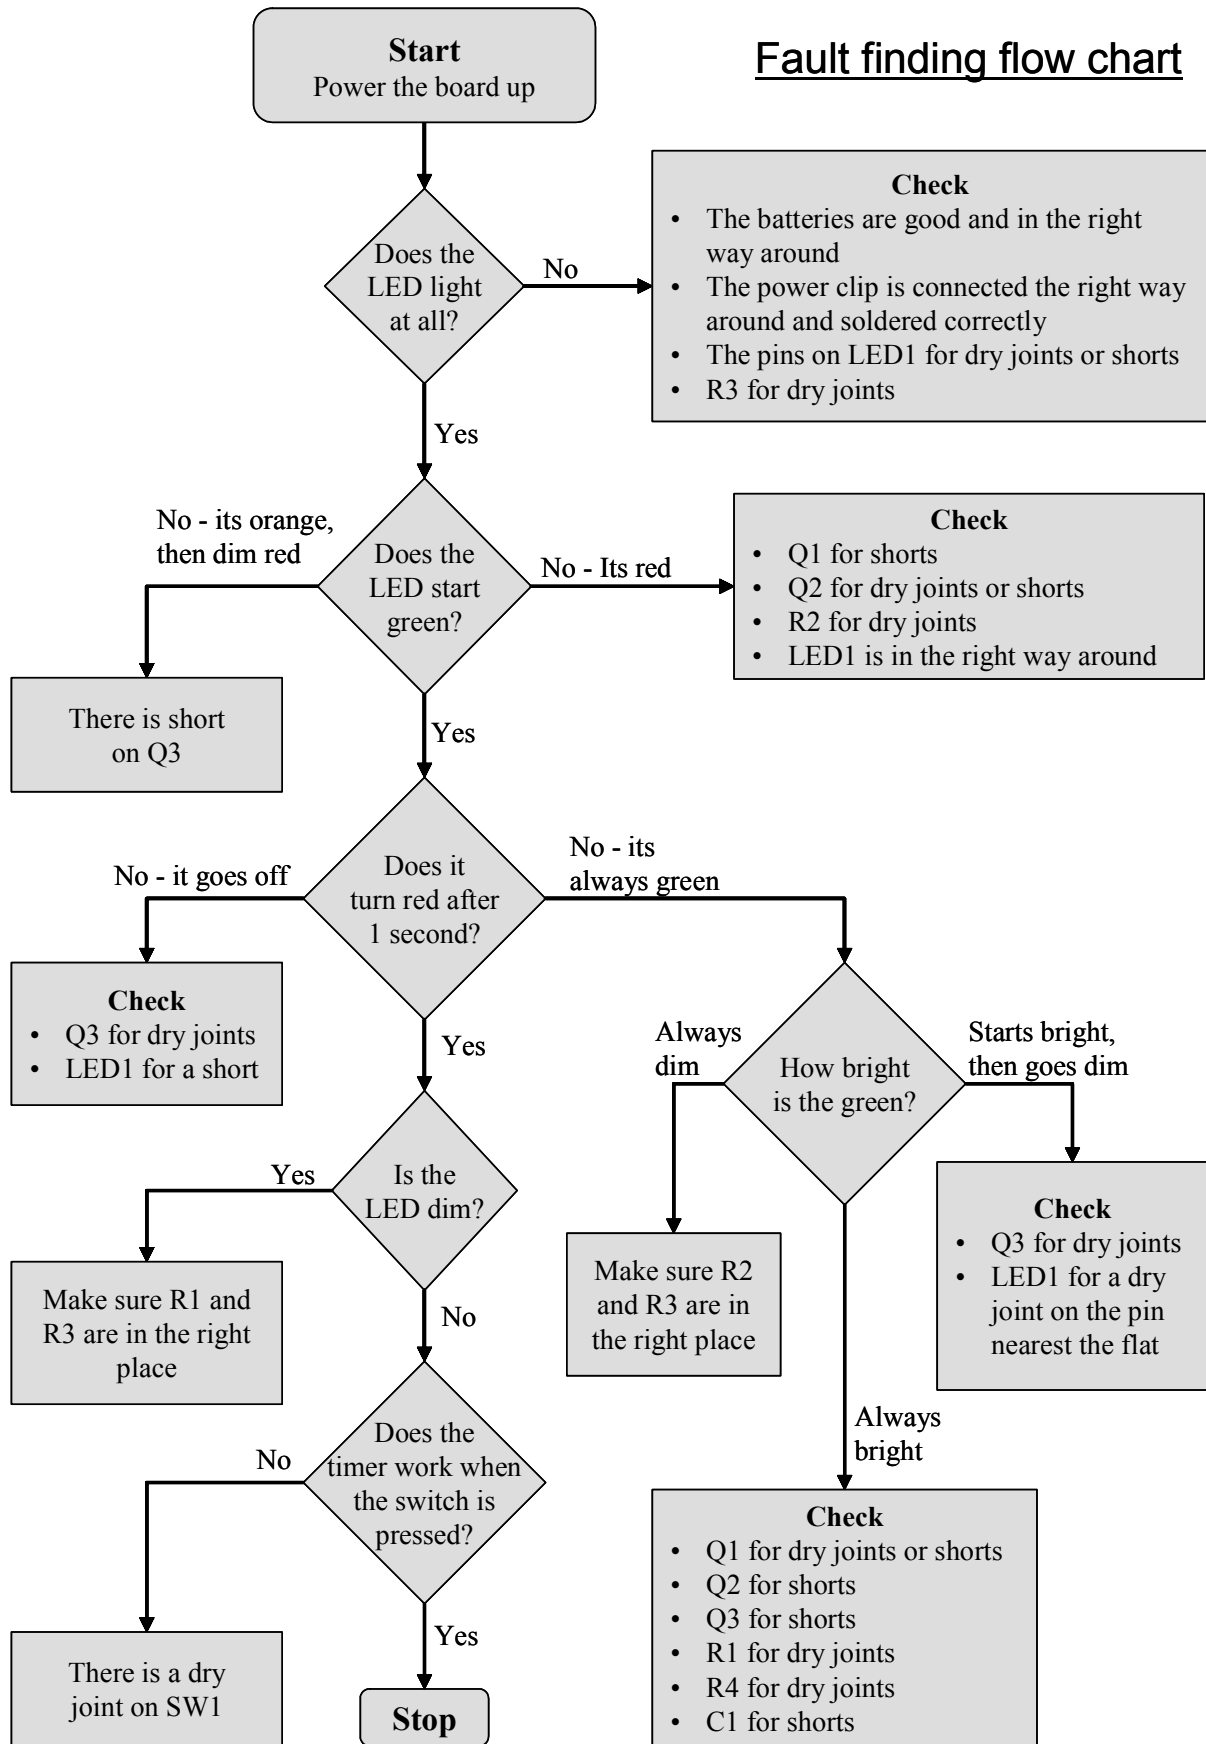 Fault finding flow chart
Start
Power the board up
Does the
LED light
at all?
No
Check
• The batteries are good and in the right
way around
• The power clip is connected the right way
around and soldered correctly
• The pins on LED1 for dry joints or shorts
• R3 for dry joints
Yes
Does the
LED start
green?
No - its orange,
then dim red
There is short
on Q3
No - Its red
Check
• Q1 for shorts
• Q2 for dry joints or shorts
• R2 for dry joints
• LED1 is in the right way around
Yes
Does it
turn red after
1 second?
No - it goes off
Check
• Q3 for dry joints
• LED1 for a short
No - its
always green
How bright
is the green?
Always
dim
Make sure R2
and R3 are in
the right place
Starts bright,
then goes dim
Check
• Q3 for dry joints
• LED1 for a dry
joint on the pin
nearest the flat
Always
bright
Check
• Q1 for dry joints or shorts
• Q2 for shorts
• Q3 for shorts
• R1 for dry joints
• R4 for dry joints
• C1 for shorts
Yes
Is the
LED dim?
Yes
Make sure R1 and
R3 are in the right
place
No
Does the
timer work when
the switch is
pressed?
No
There is a dry
joint on SW1
Yes
Stop